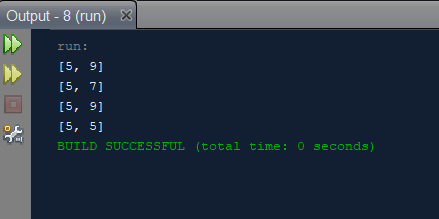 Output - 8 (run)
run:
[5, 9]
[5, 7]
[5, 9]
[5, 5]
BUILD SUCCESSFUL (total time: 0 seconds)